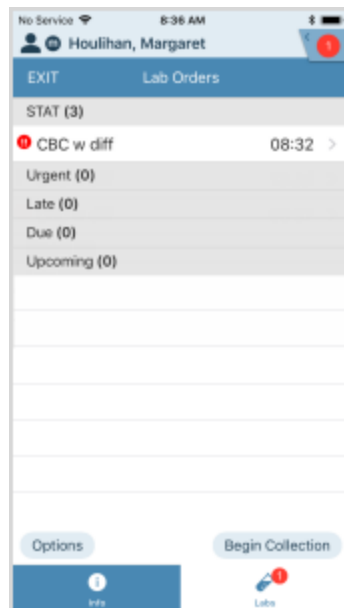 No Service 8:36 AM
Houlihan, Margaret
1
EXIT Lab Orders
STAT (3)
!! CBC w diff 08:32 >
Urgent (0)
Late (0)
Due (0)
Upcoming (0)
Options Begin Collection
1
Info Labs